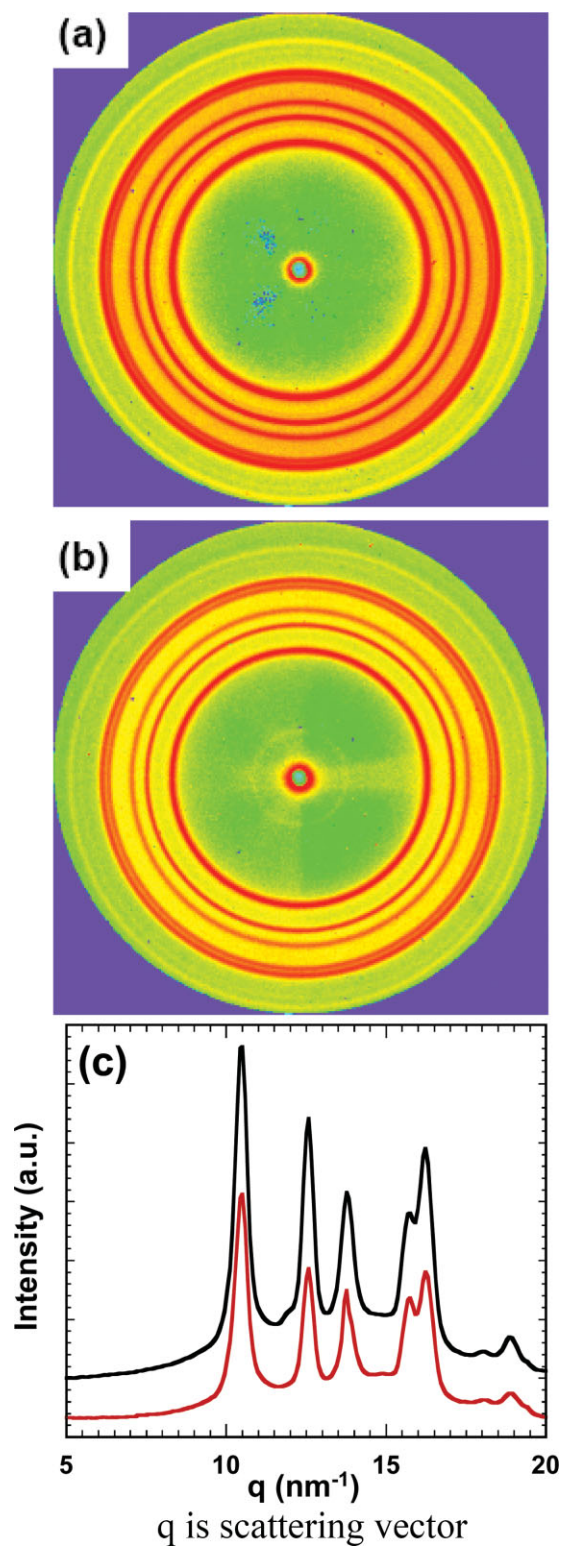 (a)
(b)
(c)
Intensity (a.u.)
5 10 15 20
q (nm⁻¹)
q is scattering vector